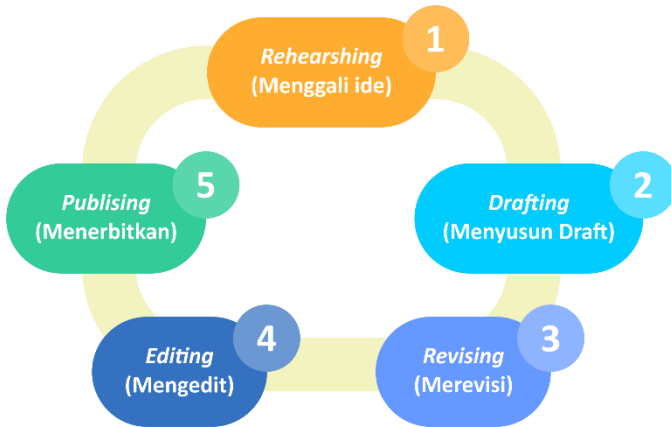 1
Rehearshing
(Menggali ide)
2
Drafting
(Menyusun Draft)
3
Revising
(Merevisi)
4
Editing
(Mengedit)
5
Publising
(Menerbitkan)